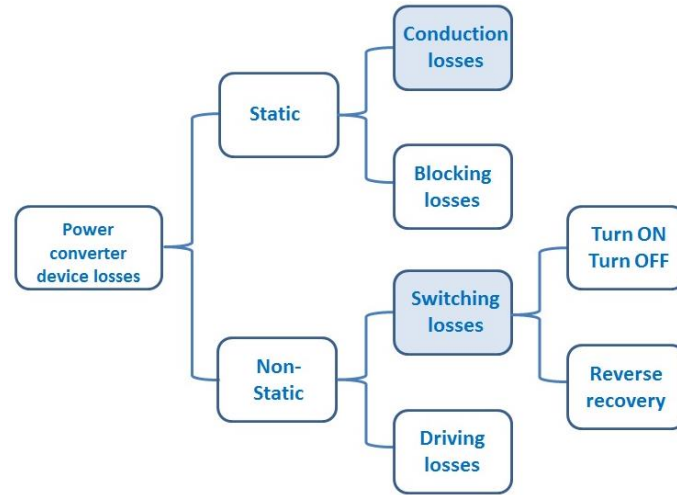 Conduction
losses
Static
Blocking
losses
Power
converter
device losses
Turn ON
Turn OFF
Switching
losses
Non-
Static
Reverse
recovery
Driving
losses